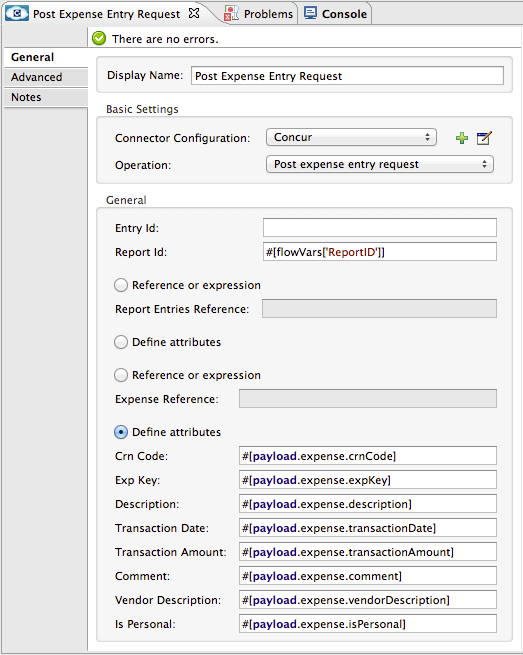 Post Expense Entry Request Problems Console
There are no errors.
General
Advanced
Notes
Display Name: Post Expense Entry Request
Basic Settings
Connector Configuration: Concur
Operation: Post expense entry request
General
Entry Id:
Report Id: #[flowVars['ReportID']]
Reference or expression
Report Entries Reference:
Define attributes
Reference or expression
Expense Reference:
Define attributes
Crn Code: #[payload.expense.crnCode]
Exp Key: #[payload.expense.expKey]
Description: #[payload.expense.description]
Transaction Date: #[payload.expense.transactionDate]
Transaction Amount: #[payload.expense.transactionAmount]
Comment: #[payload.expense.comment]
Vendor Description: #[payload.expense.vendorDescription]
Is Personal: #[payload.expense.isPersonal]